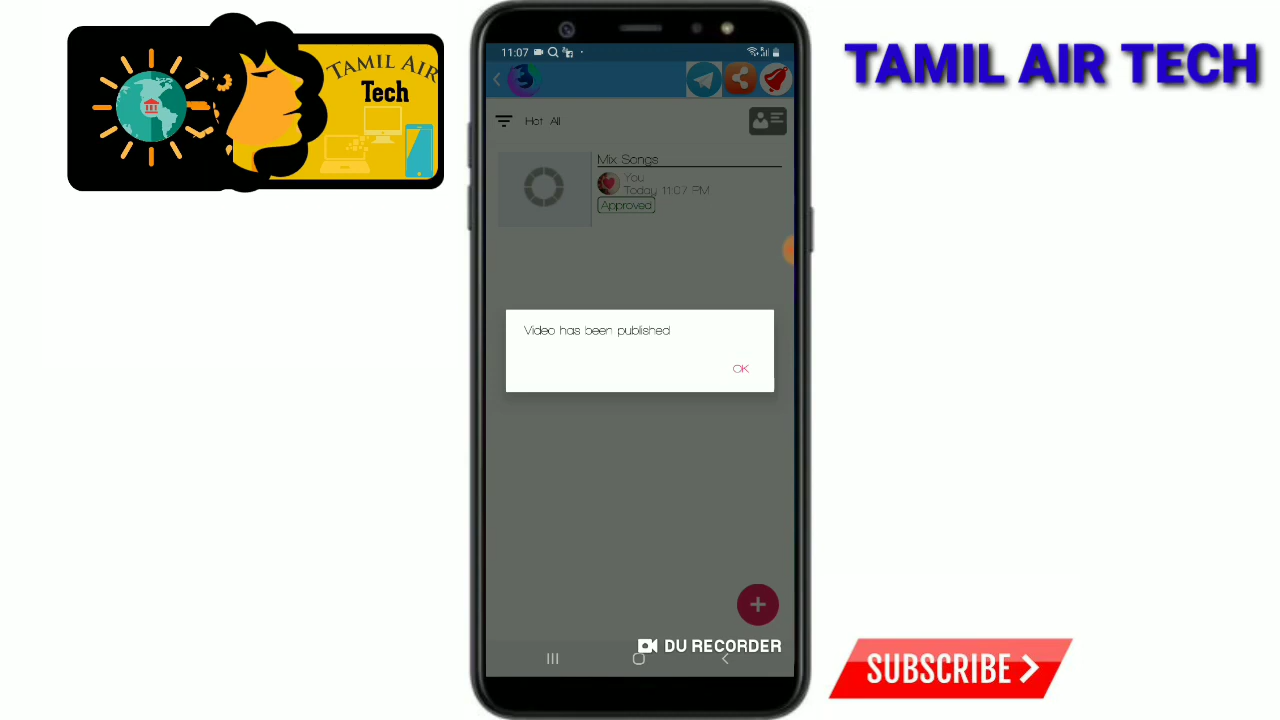 TAMIL AIR
Tech
TAMIL AIR TECH
11:07
Hot All
Mix Songs
You
Today 11:07 PM
Approved
Video has been published
OK
DU RECORDER
SUBSCRIBE